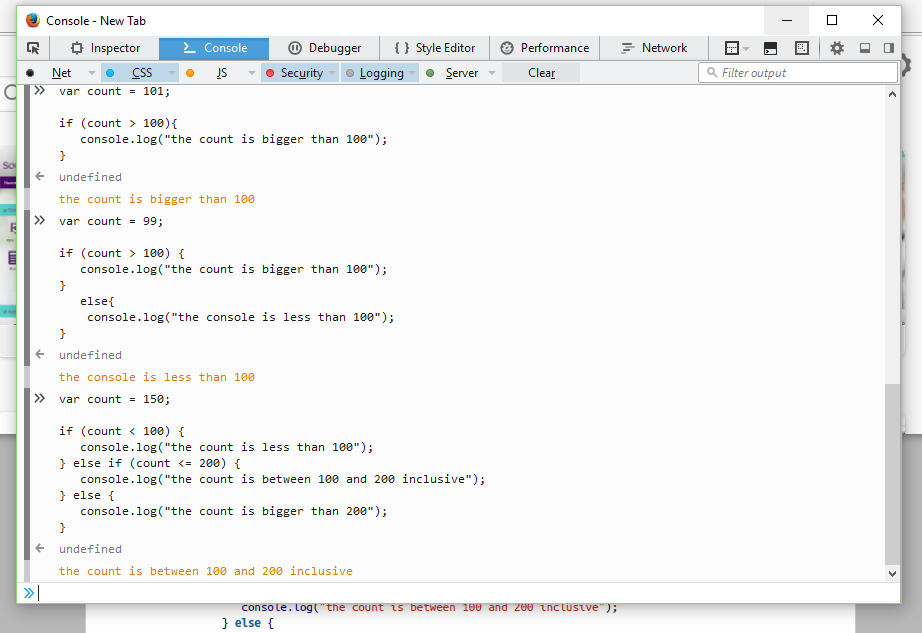 Console - New Tab
Inspector Console Debugger { } Style Editor Performance Network
Net CSS JS Security Logging Server Clear Filter output
var count = 101;
if (count > 100){
console.log("the count is bigger than 100");
}
undefined
the count is bigger than 100
var count = 99;
if (count > 100) {
console.log("the count is bigger than 100");
}
else{
console.log("the console is less than 100");
}
undefined
the console is less than 100
var count = 150;
if (count < 100) {
console.log("the count is less than 100");
} else if (count <= 200) {
console.log("the count is between 100 and 200 inclusive");
} else {
console.log("the count is bigger than 200");
}
undefined
the count is between 100 and 200 inclusive
console.log("the count is between 100 and 200 inclusive");
} else {